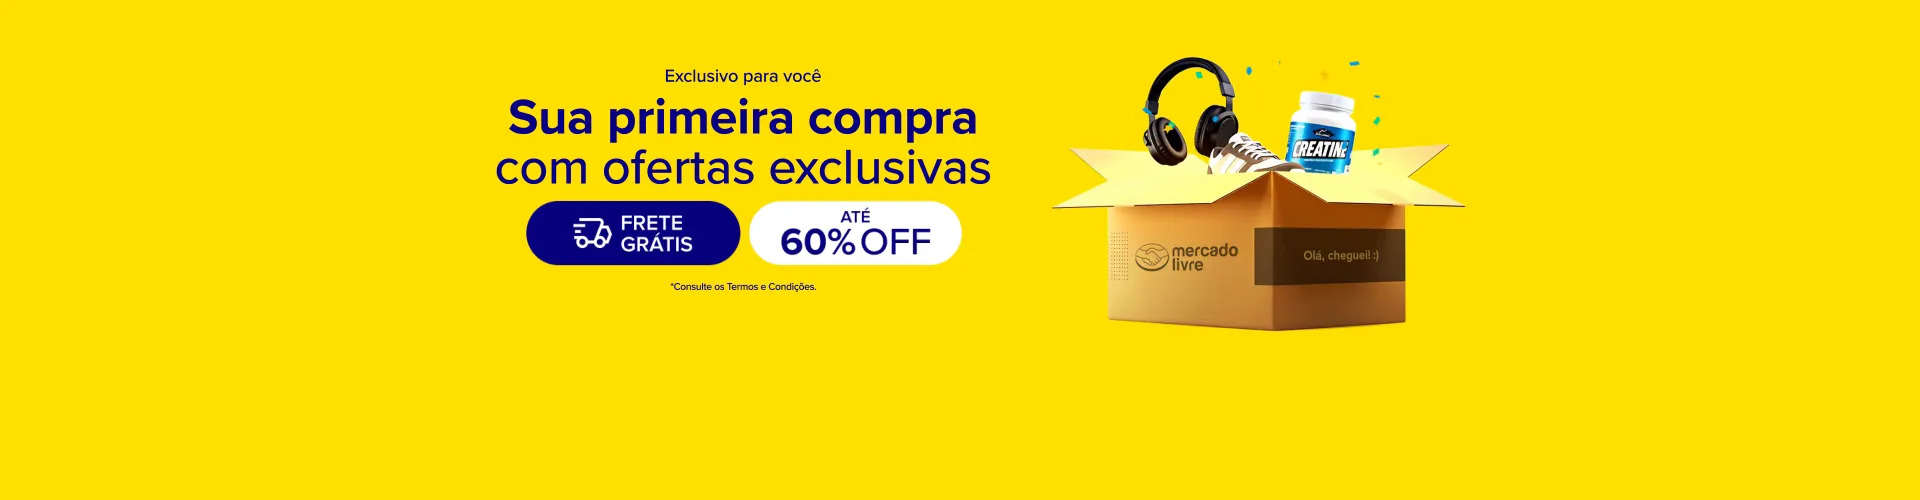 Exclusivo para você
Sua primeira compra
com ofertas exclusivas
FRETE
GRÁTIS
ATÉ
60% OFF
*Consulte os Termos e Condições.
CREATINE
mercado
livre
Olá, cheguei! :)